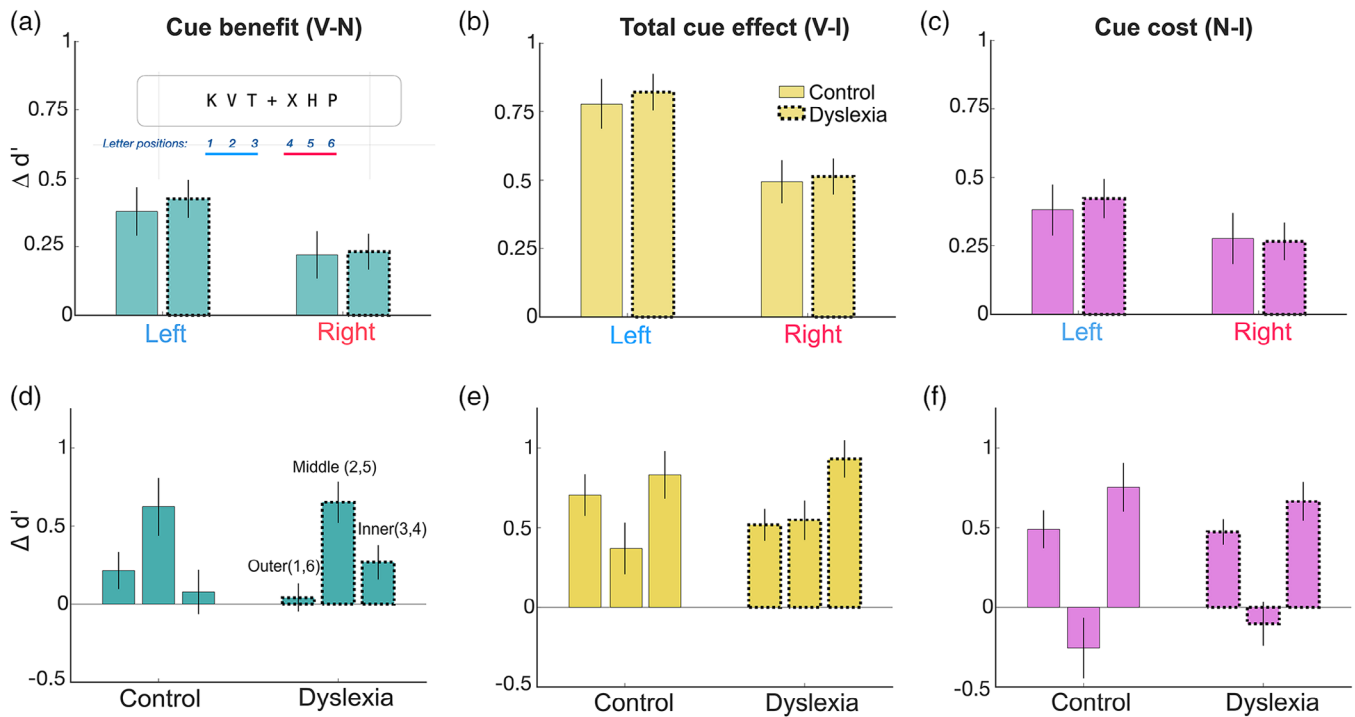 (a) Cue benefit (V-N)
1
0.75
0.5
0.25
0
Δ d'
K V T + X H P
Letter positions: 1 2 3 4 5 6
Left Right
(b) Total cue effect (V-I)
1
0.75
0.5
0.25
0
Control
Dyslexia
Left Right
(c) Cue cost (N-I)
1
0.75
0.5
0.25
0
Left Right
(d)
1
0.5
0
-0.5
Δ d'
Middle (2,5)
Inner(3,4)
Outer(1,6)
Control Dyslexia
(e)
1
0.5
0
-0.5
Control Dyslexia
(f)
1
0.5
0
-0.5
Control Dyslexia